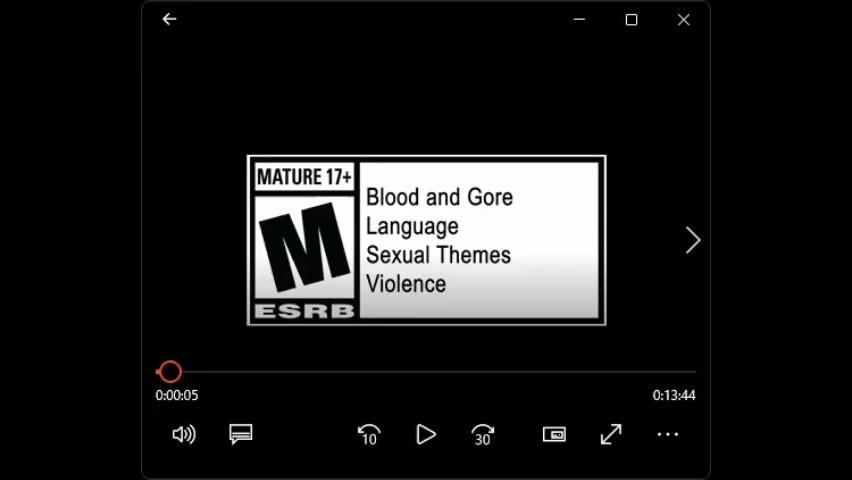 MATURE 17+
M
ESRB
Blood and Gore
Language
Sexual Themes
Violence
0:00:05
0:13:44
10
30